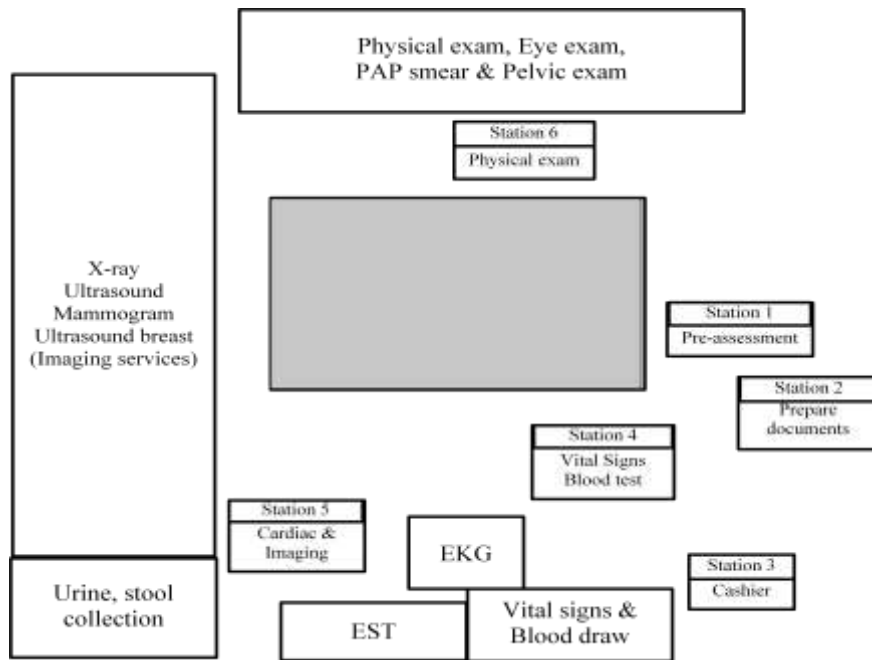 Physical exam, Eye exam,
PAP smear & Pelvic exam
Station 6
Physical exam
X-ray
Ultrasound
Mammogram
Ultrasound breast
(Imaging services)
Station 1
Pre-assessment
Station 2
Prepare
documents
Station 4
Vital Signs
Blood test
Station 5
Cardiac &
Imaging
EKG
Station 3
Cashier
Urine, stool
collection
EST
Vital signs &
Blood draw